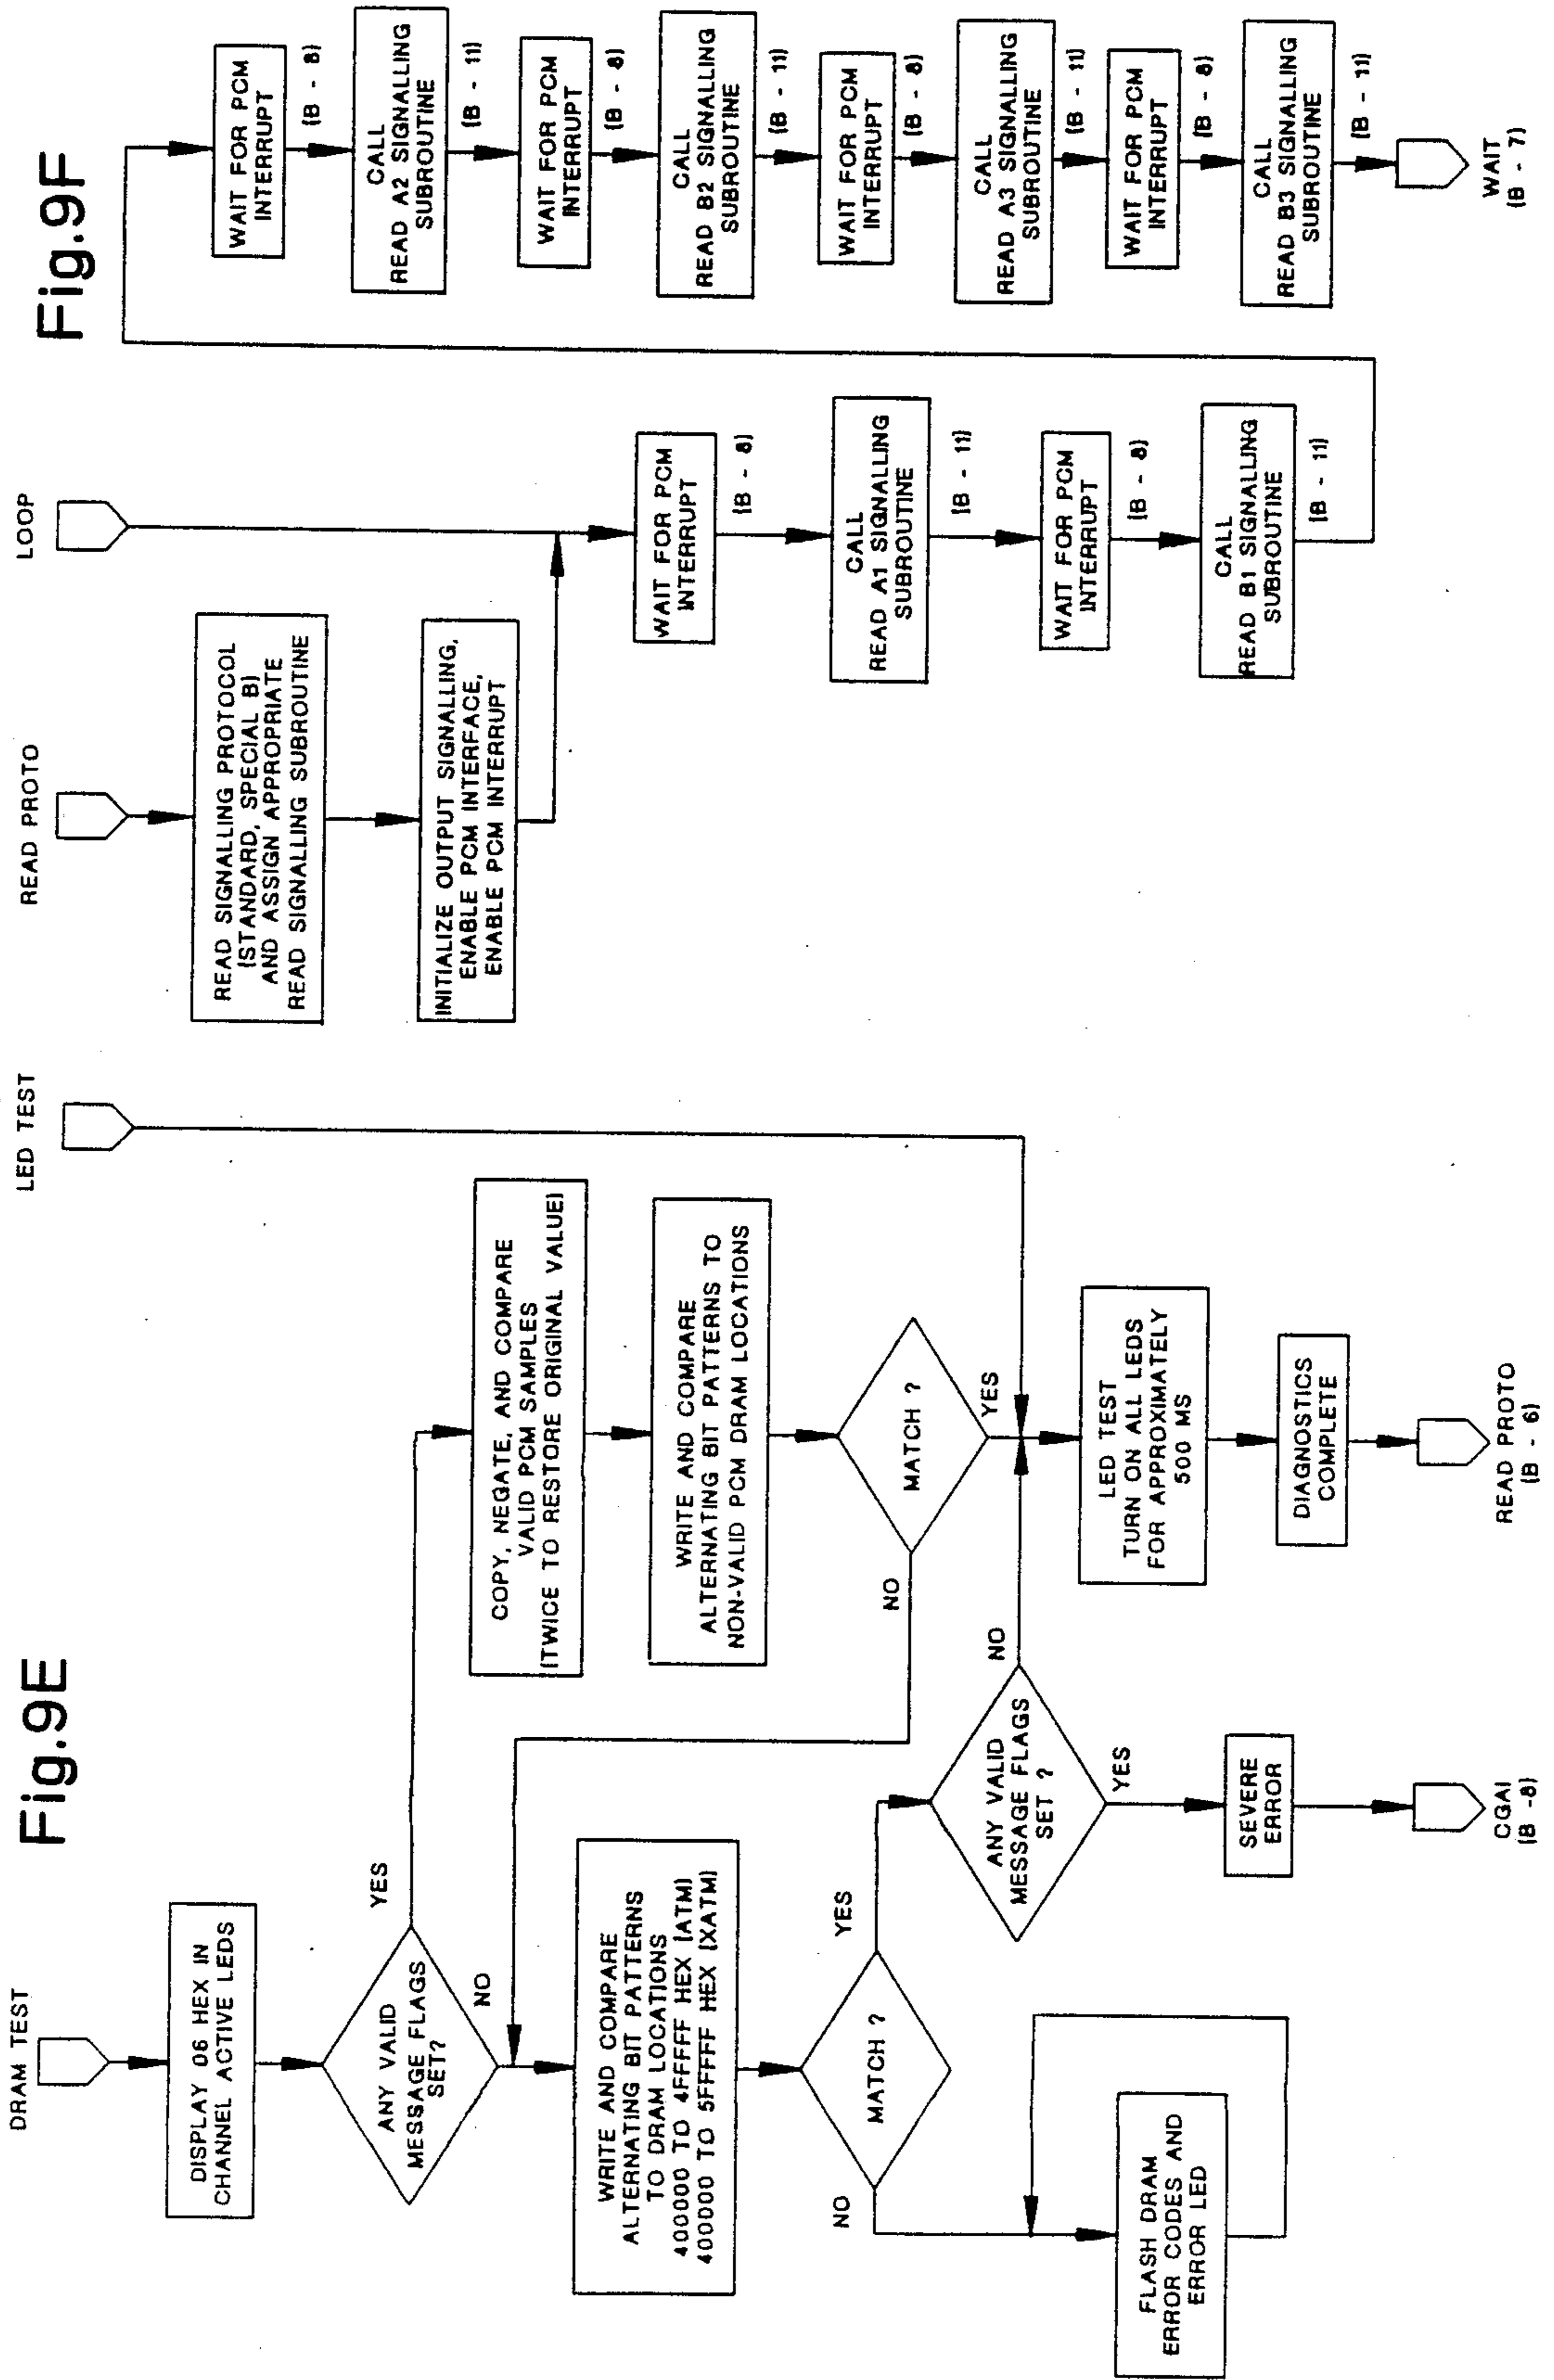 Fig.9E
DRAM TEST
DISPLAY 06 HEX IN
CHANNEL ACTIVE LEDS
ANY VALID
MESSAGE FLAGS
SET?
YES
NO
COPY, NEGATE, AND COMPARE
VALID PCM SAMPLES
(TWICE TO RESTORE ORIGINAL VALUE)
WRITE AND COMPARE
ALTERNATING BIT PATTERNS TO
NON-VALID PCM DRAM LOCATIONS
MATCH ?
NO
YES
WRITE AND COMPARE
ALTERNATING BIT PATTERNS
TO DRAM LOCATIONS
400000 TO 4FFFFF HEX (ATM)
400000 TO 5FFFFF HEX (XATM)
MATCH ?
NO
YES
FLASH DRAM
ERROR CODES AND
ERROR LED
ANY VALID
MESSAGE FLAGS
SET ?
NO
YES
SEVERE
ERROR
CGAI
(B -8)
LED TEST
LED TEST
TURN ON ALL LEDS
FOR APPROXIMATELY
500 MS
DIAGNOSTICS
COMPLETE
READ PROTO
(B - 6)
Fig.9F
READ PROTO
READ SIGNALLING PROTOCOL
(STANDARD, SPECIAL B)
AND ASSIGN APPROPRIATE
READ SIGNALLING SUBROUTINE
INITIALIZE OUTPUT SIGNALLING,
ENABLE PCM INTERFACE,
ENABLE PCM INTERRUPT
LOOP
WAIT FOR PCM
INTERRUPT
(B - 8)
CALL
READ A1 SIGNALLING
SUBROUTINE
(B - 11)
WAIT FOR PCM
INTERRUPT
(B - 8)
CALL
READ B1 SIGNALLING
SUBROUTINE
(B - 11)
WAIT FOR PCM
INTERRUPT
(B - 8)
CALL
READ A2 SIGNALLING
SUBROUTINE
(B - 11)
WAIT FOR PCM
INTERRUPT
(B - 8)
CALL
READ B2 SIGNALLING
SUBROUTINE
(B - 11)
WAIT FOR PCM
INTERRUPT
(B - 8)
CALL
READ A3 SIGNALLING
SUBROUTINE
(B - 11)
WAIT FOR PCM
INTERRUPT
(B - 8)
CALL
READ B3 SIGNALLING
SUBROUTINE
(B - 11)
WAIT
(B - 7)